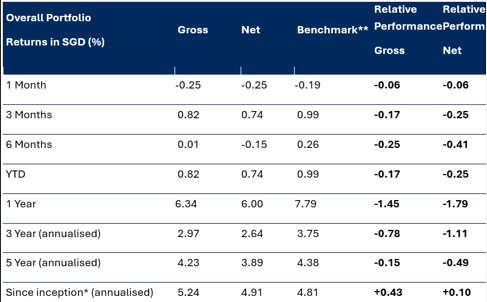 Overall Portfolio Returns in SGD (%) Gross Net Benchmark** Relative Performance Gross Relative Perform Net
1 Month -0.25 -0.25 -0.19 -0.06 -0.06
3 Months 0.82 0.74 0.99 -0.17 -0.25
6 Months 0.01 -0.15 0.26 -0.25 -0.41
YTD 0.82 0.74 0.99 -0.17 -0.25
1 Year 6.34 6.00 7.79 -1.45 -1.79
3 Year (annualised) 2.97 2.64 3.75 -0.78 -1.11
5 Year (annualised) 4.23 3.89 4.38 -0.15 -0.49
Since inception* (annualised) 5.24 4.91 4.81 +0.43 +0.10